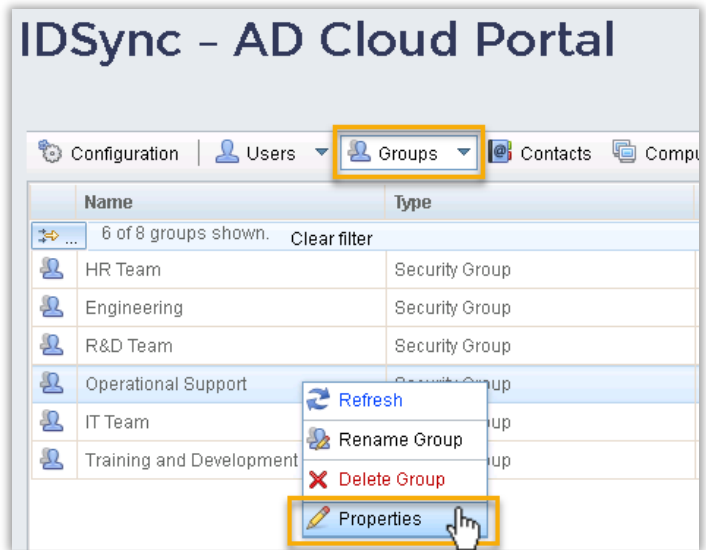 IDSync – AD Cloud Portal
Configuration Users Groups Contacts
Name Type
... 6 of 8 groups shown. Clear filter
HR Team Security Group
Engineering Security Group
R&D Team Security Group
Operational Support
Refresh
IT Team
Rename Group
Training and Development
Delete Group
Properties